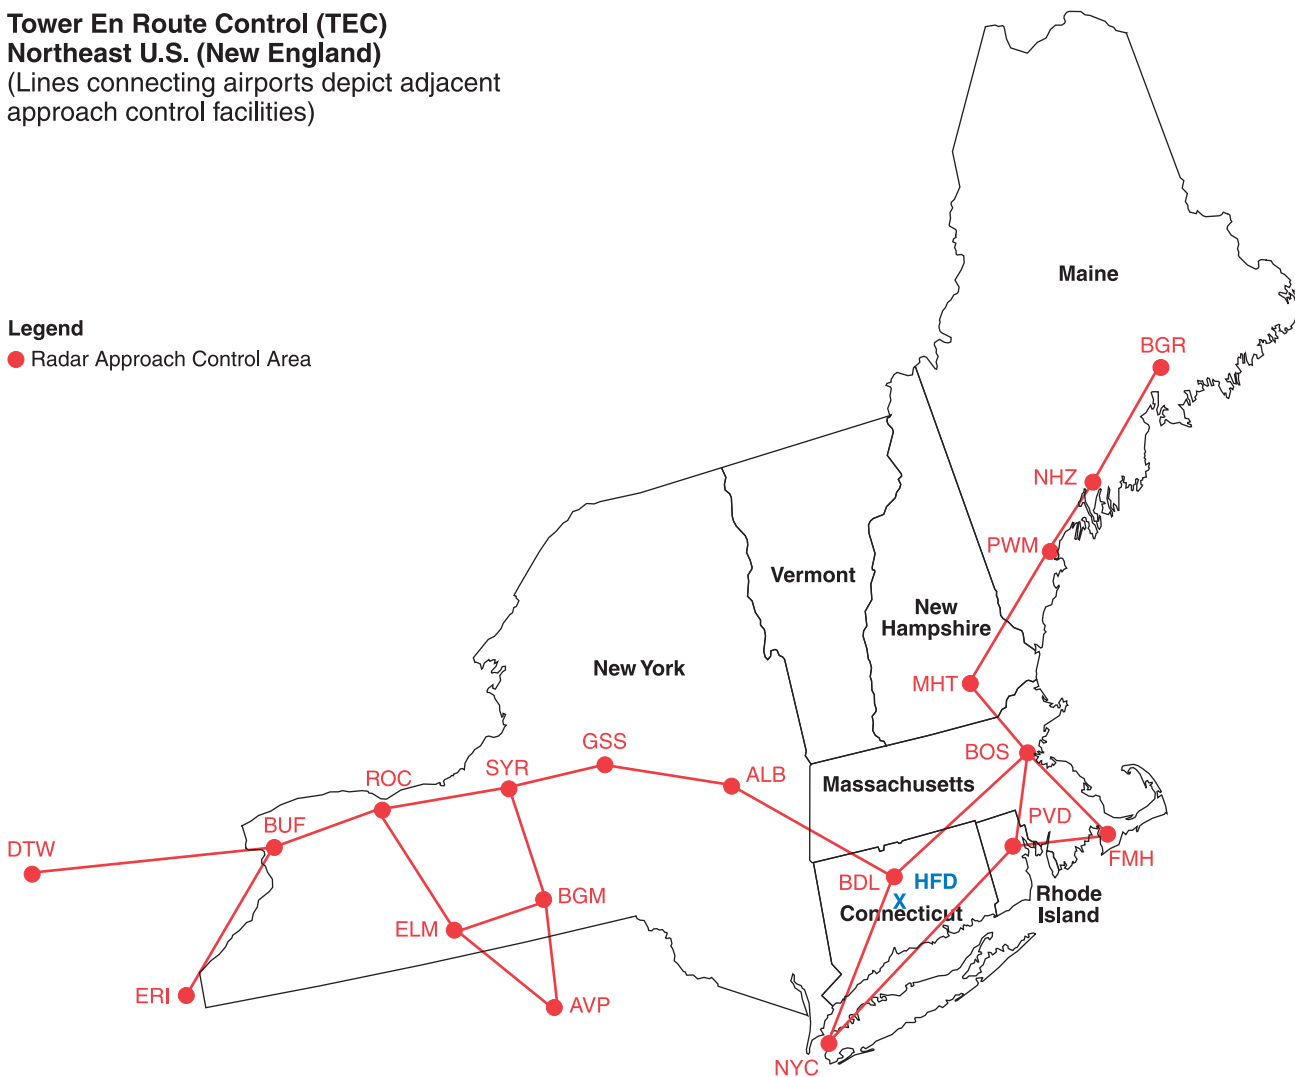 Tower En Route Control (TEC)
Northeast U.S. (New England)
(Lines connecting airports depict adjacent
approach control facilities)
Legend
Radar Approach Control Area
Maine
BGR
NHZ
PWM
Vermont
New
Hampshire
New York
MHT
GSS
BOS
SYR
ALB
ROC
Massachusetts
BUF
PVD
DTW
FMH
BDL
HFD
X
Rhode
Island
BGM
Connecticut
ELM
ERI
AVP
NYC